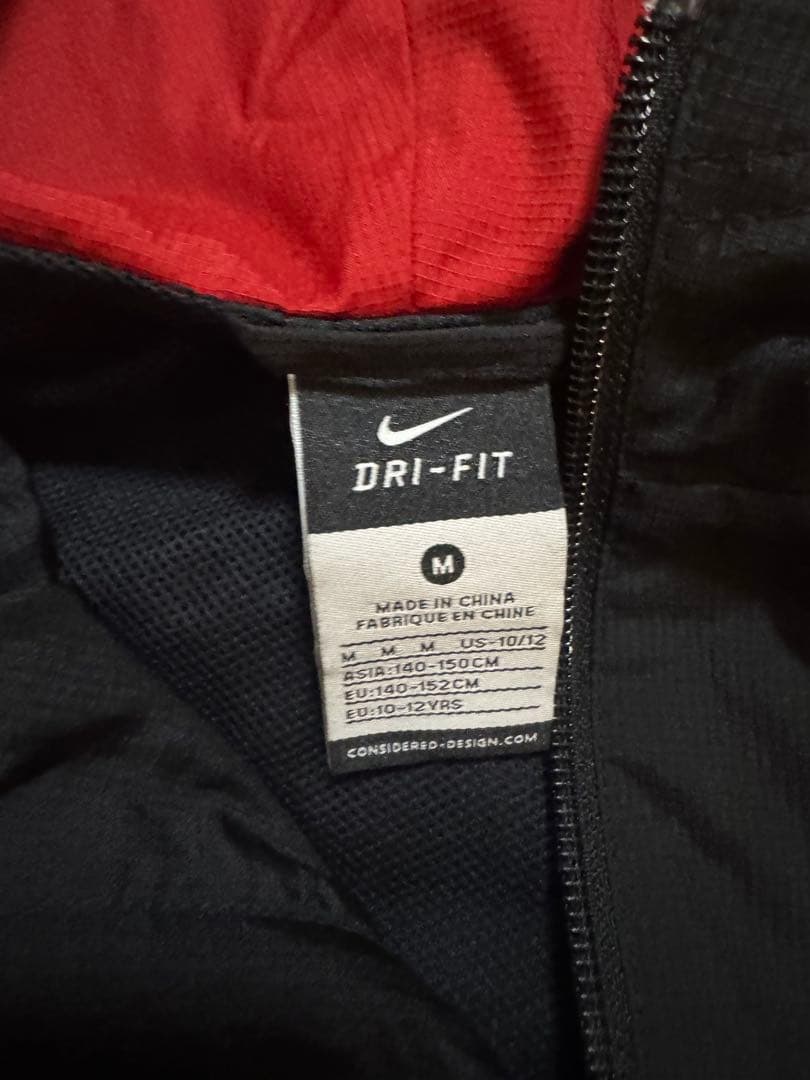 DRI-FIT
M
MADE IN CHINA
FABRIQUE EN CHINE
M M M US-10/12
ASIA:140-150CM
EU:140-152CM
EU:10-12YRS
CONSIDERED-DESIGN.COM